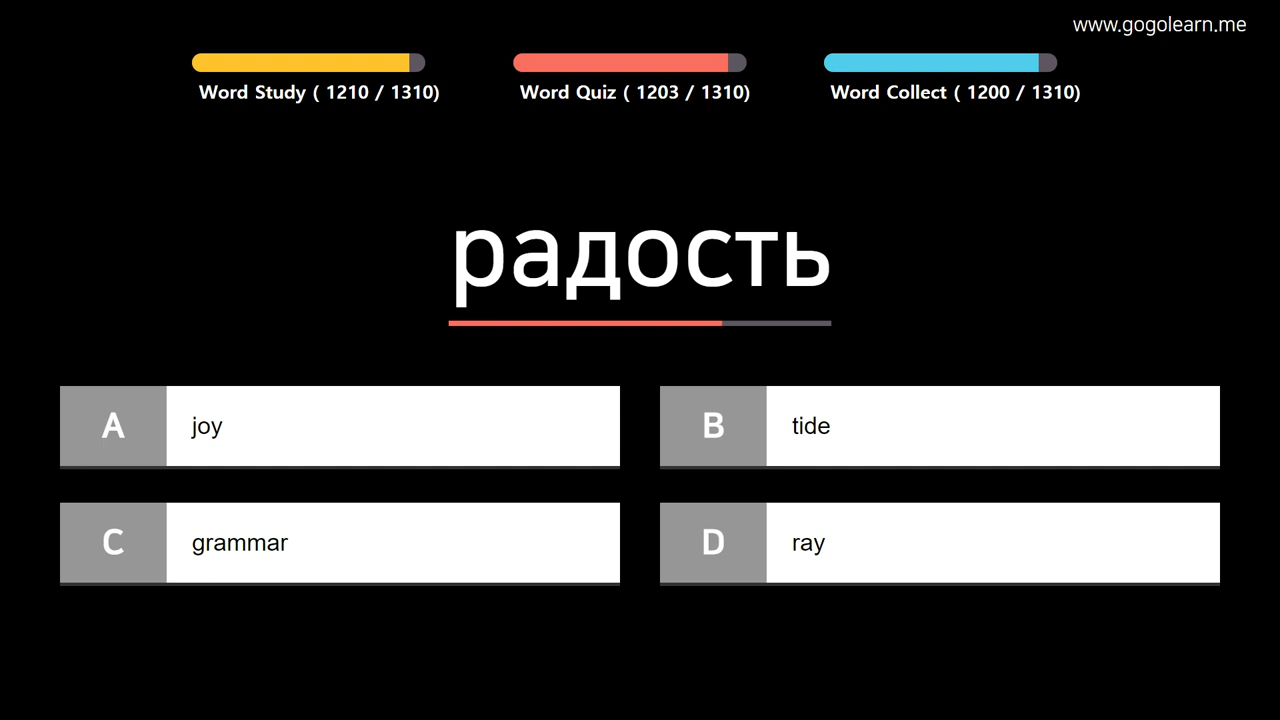 www.gogolearn.me
Word Study ( 1210 / 1310)
Word Quiz ( 1203 / 1310)
Word Collect ( 1200 / 1310)
радость
A joy
B tide
C grammar
D ray